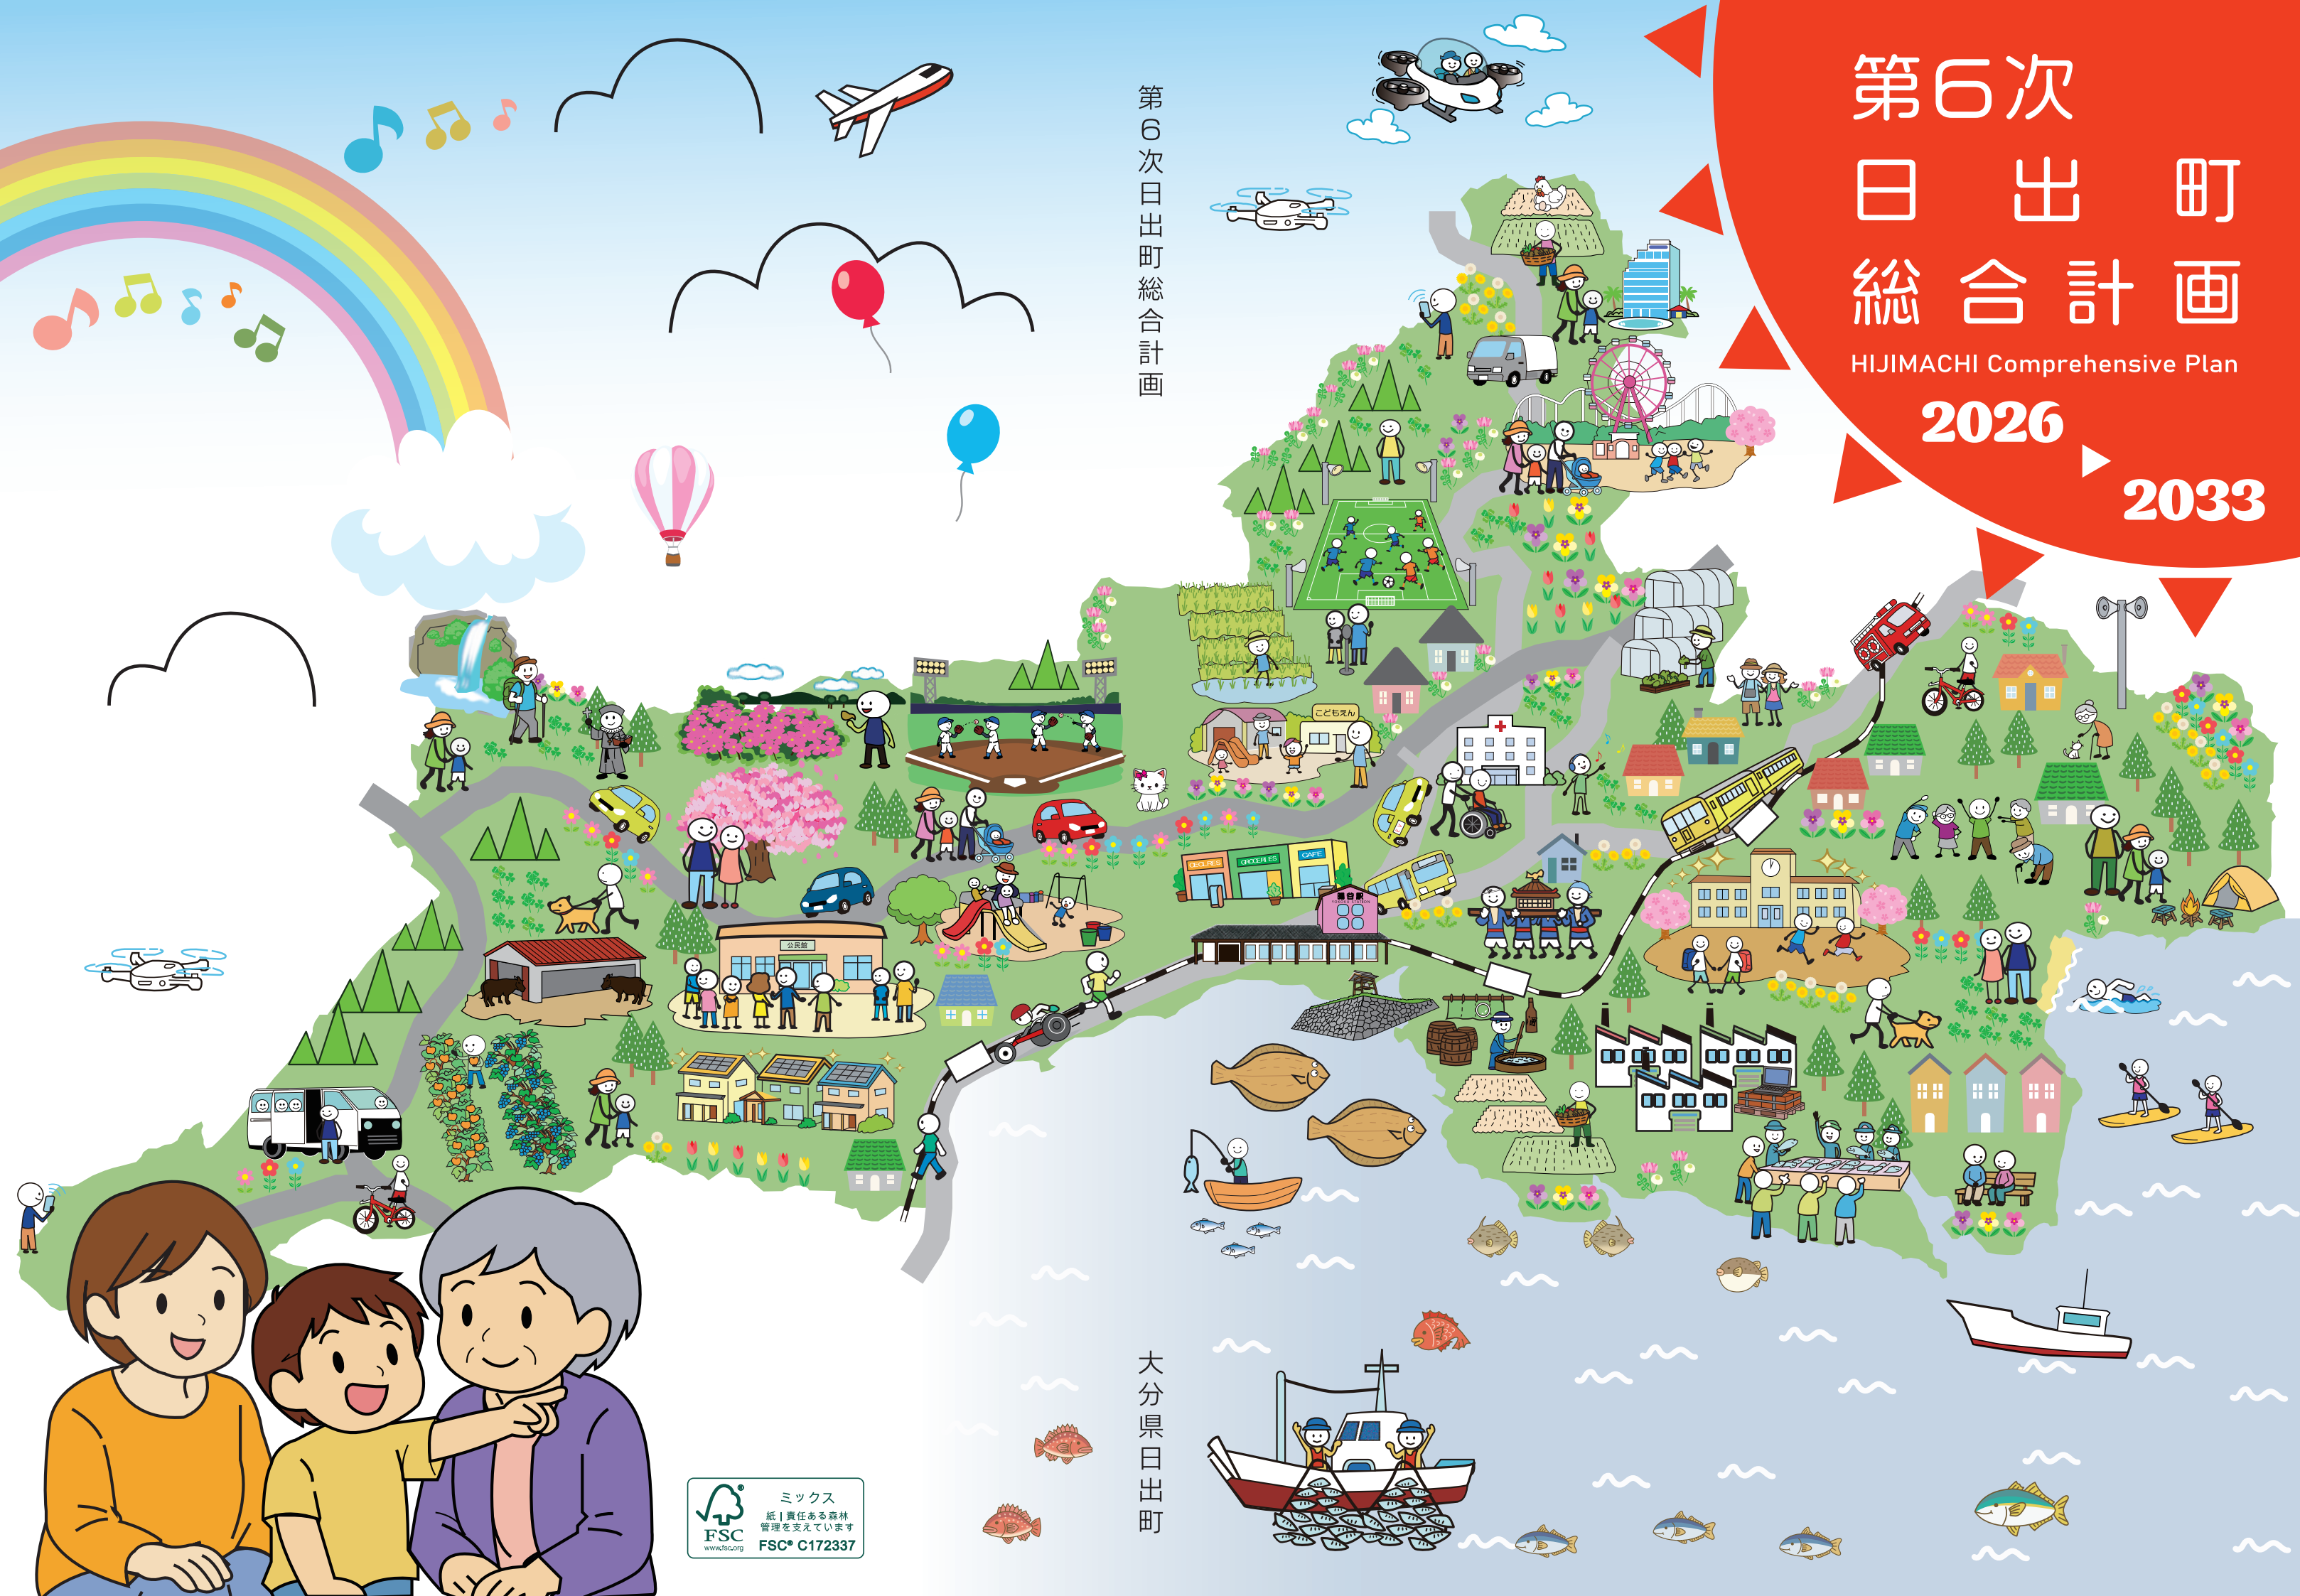 第6次
日出町
総合計画
HIJIMACHI Comprehensive Plan
2026
2033
第6次日出町総合計画
こどもえん
GROCERIES
CAFE
公民館
大分県日出町
FSC
www.fsc.org
ミックス
紙 | 責任ある森林
管理を支えています
FSC® C172337